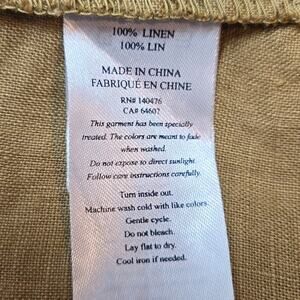 100% LINEN
100% LIN
MADE IN CHINA
FABRIQUÉ EN CHINE
RN# 140476
CA# 64607
This garment has been specially
treated. The colors are meant to fade
when washed.
Do not expose to direct sunlight.
Follow care instructions carefully.
Turn inside out.
Machine wash cold with like colors.
Gentle cycle.
Do not bleach.
Lay flat to dry.
Cool iron if needed.